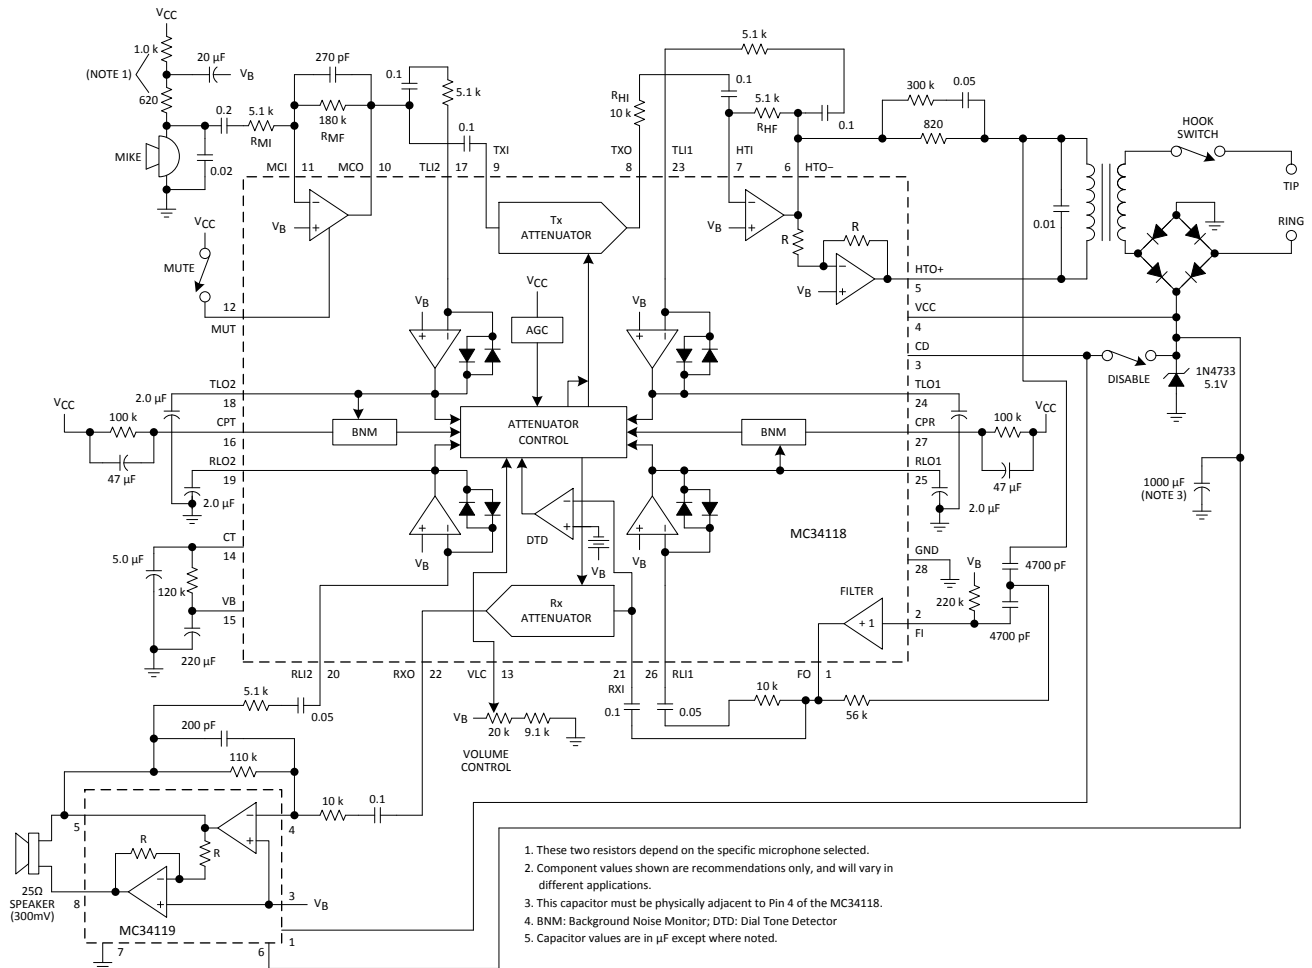 VCC
1.0 k
(NOTE 1)
620
20 µF
VB
MIKE
0.2
5.1 k
RMI
0.02
270 pF
180 k
RMF
0.1
5.1 k
0.1
TXI
MCI 11
MCO 10
TLI2 17
9
5.1 k
RHI
10 k
0.1
5.1 k
RHF
0.1
TXO
8
TLI1
23
HTI
7
6 HTO–
300 k
0.05
820
HOOK
SWITCH
TIP
RING
0.01
VCC
MUTE
12
MUT
VB
Tx
ATTENUATOR
VB
R
R
VB
HTO+
5
VCC
4
CD
3
DISABLE
1N4733
5.1V
VCC
AGC
VB
VB
TLO2
18
2.0 µF
VCC
100 k
CPT
16
47 µF
RLO2
19
2.0 µF
BNM
ATTENUATOR
CONTROL
BNM
TLO1
24
CPR
27
RLO1
25
2.0 µF
100 k
VCC
47 µF
2.0 µF
1000 µF
(NOTE 3)
VB
DTD
VB
VB
MC34118
CT
14
5.0 µF
120 k
VB
15
220 µF
Rx
ATTENUATOR
FILTER
+ 1
GND
28
VB
220 k
2
FI
4700 pF
4700 pF
RLI2 20
RXO 22
VLC 13
21
RXI
26 RLI1
FO 1
5.1 k
0.05
200 pF
110 k
VB
20 k
9.1 k
VOLUME
CONTROL
0.1
0.05
10 k
56 k
10 k
0.1
5
4
R
R
25Ω
SPEAKER
(300mV)
8
3
VB
MC34119
7
6
1
1. These two resistors depend on the specific microphone selected.
2. Component values shown are recommendations only, and will vary in
different applications.
3. This capacitor must be physically adjacent to Pin 4 of the MC34118.
4. BNM: Background Noise Monitor; DTD: Dial Tone Detector
5. Capacitor values are in µF except where noted.